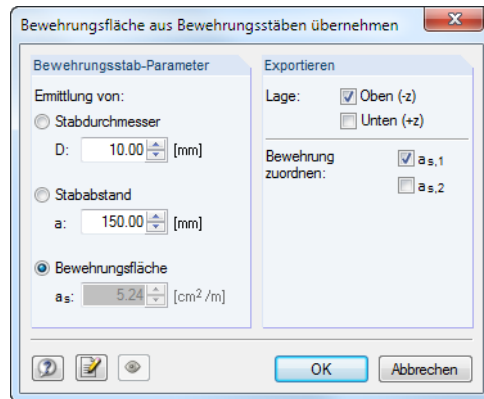 Bewehrungsfläche aus Bewehrungsstäben übernehmen
Bewehrungsstab-Parameter
Ermittlung von:
Stabdurchmesser
D: 10.00 [mm]
Stababstand
a: 150.00 [mm]
Bewehrungsfläche
as: 5.24 [cm²/m]
Exportieren
Lage: Oben (-z)
Unten (+z)
Bewehrung zuordnen: as,1
as,2
OK Abbrechen